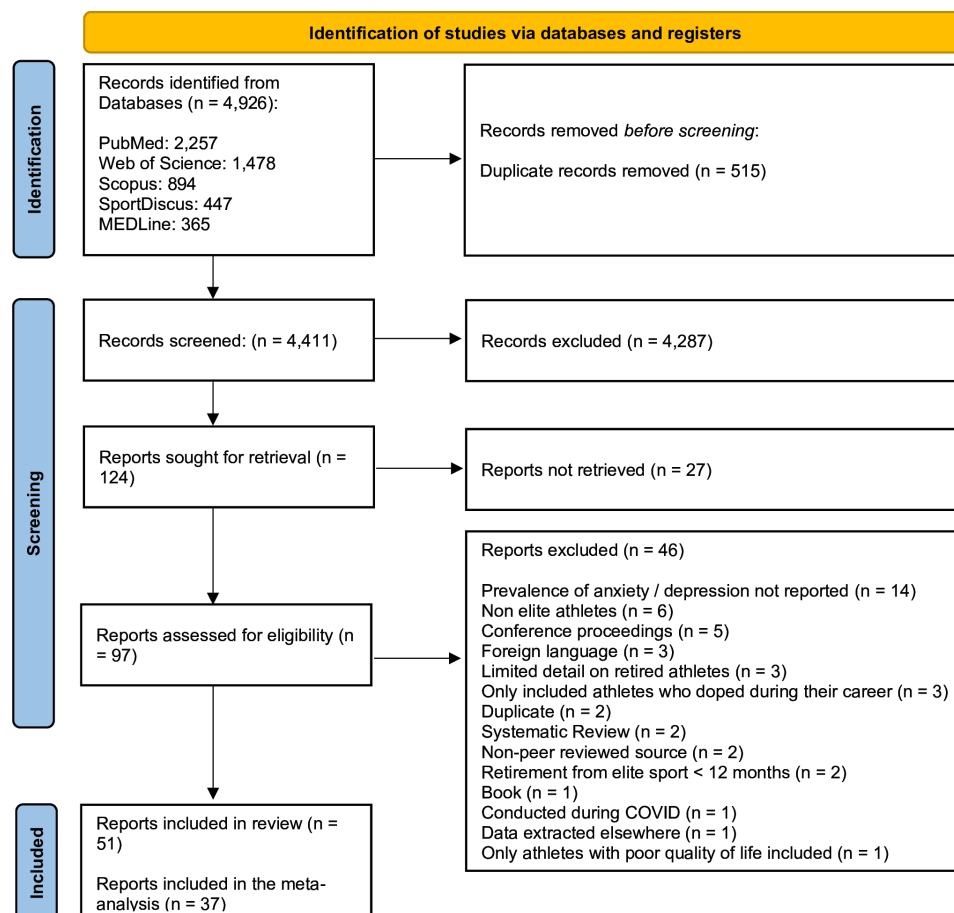 Identification of studies via databases and registers
Identification
Records identified from
Databases (n = 4,926):
PubMed: 2,257
Web of Science: 1,478
Scopus: 894
SportDiscus: 447
MEDLine: 365
Records removed before screening:
Duplicate records removed (n = 515)
Screening
Records screened: (n = 4,411)
Records excluded (n = 4,287)
Reports sought for retrieval (n =
124)
Reports not retrieved (n = 27)
Reports assessed for eligibility (n
= 97)
Reports excluded (n = 46)
Prevalence of anxiety / depression not reported (n = 14)
Non elite athletes (n = 6)
Conference proceedings (n = 5)
Foreign language (n = 3)
Limited detail on retired athletes (n = 3)
Only included athletes who doped during their career (n = 3)
Duplicate (n = 2)
Systematic Review (n = 2)
Non-peer reviewed source (n = 2)
Retirement from elite sport < 12 months (n = 2)
Book (n = 1)
Conducted during COVID (n = 1)
Data extracted elsewhere (n = 1)
Only athletes with poor quality of life included (n = 1)
Included
Reports included in review (n =
51)
Reports included in the meta-
analysis (n = 37)